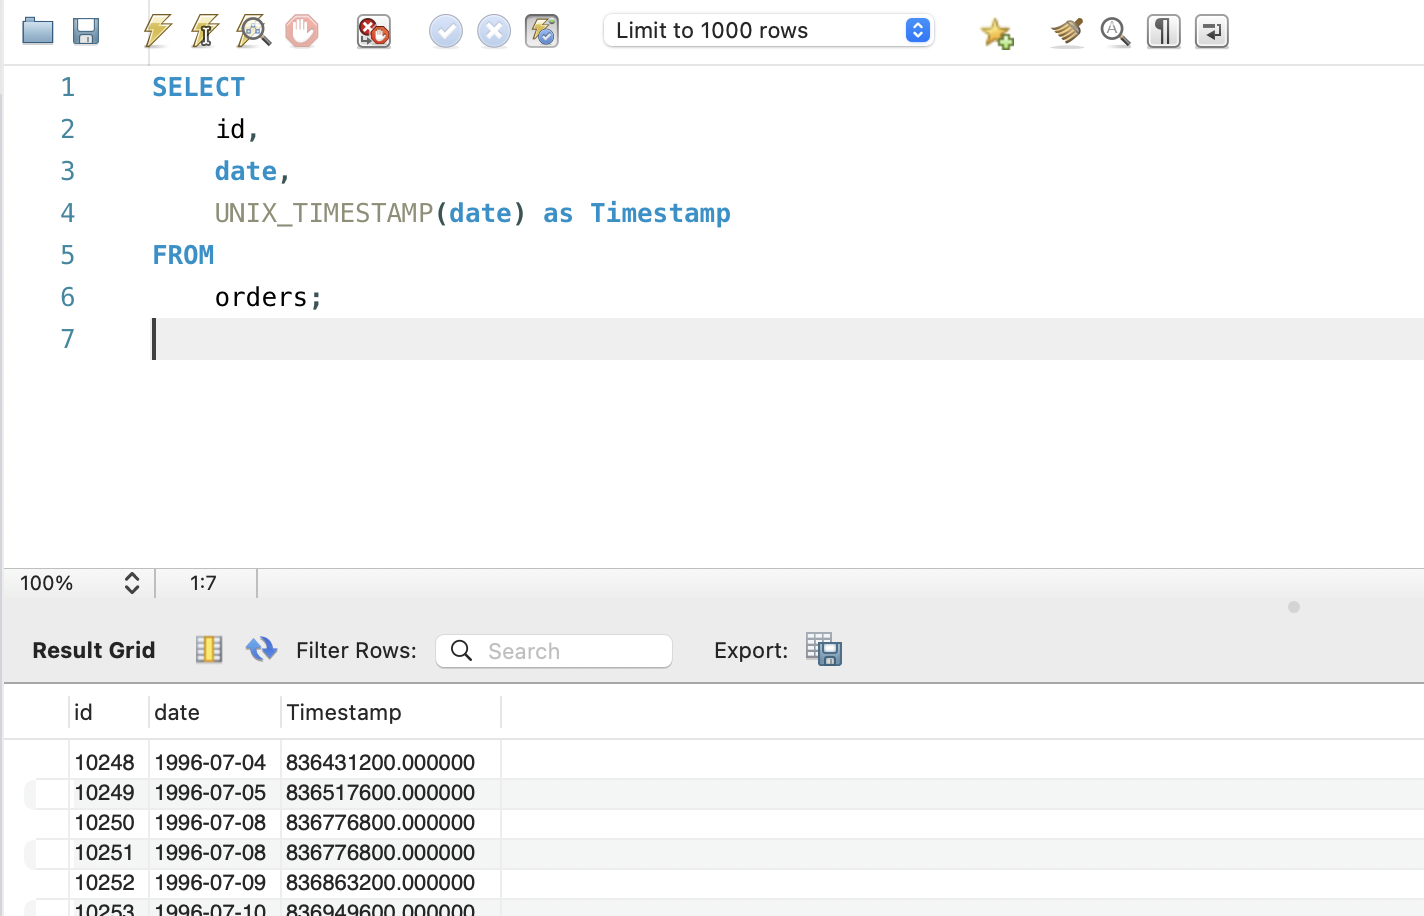 Limit to 1000 rows
1 SELECT
2 id,
3 date,
4 UNIX_TIMESTAMP(date) as Timestamp
5 FROM
6 orders;
7
100% 1:7
Result Grid Filter Rows: Search Export:
id date Timestamp
10248 1996-07-04 836431200.000000
10249 1996-07-05 836517600.000000
10250 1996-07-08 836776800.000000
10251 1996-07-08 836776800.000000
10252 1996-07-09 836863200.000000
10253 1996-07-10 836949600.000000